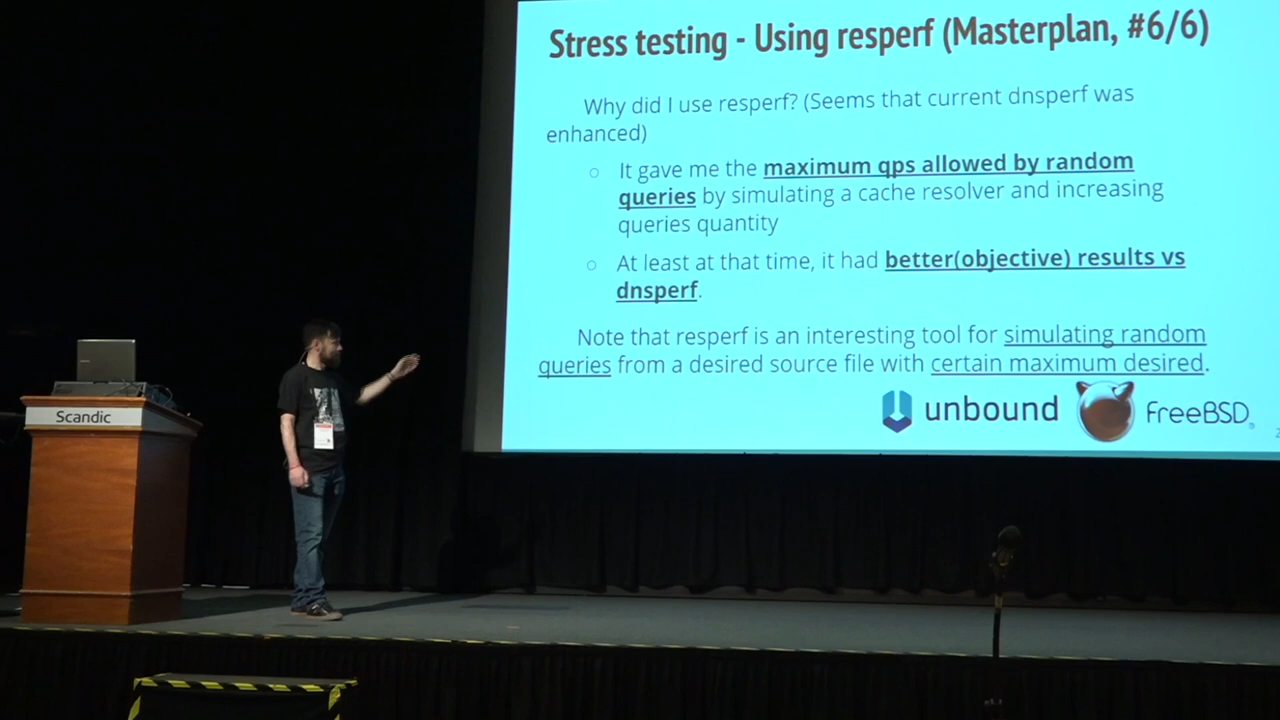 Stress testing - Using resperf (Masterplan, #6/6)
Why did I use resperf? (Seems that current dnsperf was
enhanced)
○ It gave me the maximum qps allowed by random
queries by simulating a cache resolver and increasing
queries quantity
○ At least at that time, it had better(objective) results vs
dnsperf.
Note that resperf is an interesting tool for simulating random
queries from a desired source file with certain maximum desired.
unbound
FreeBSD
Scandic